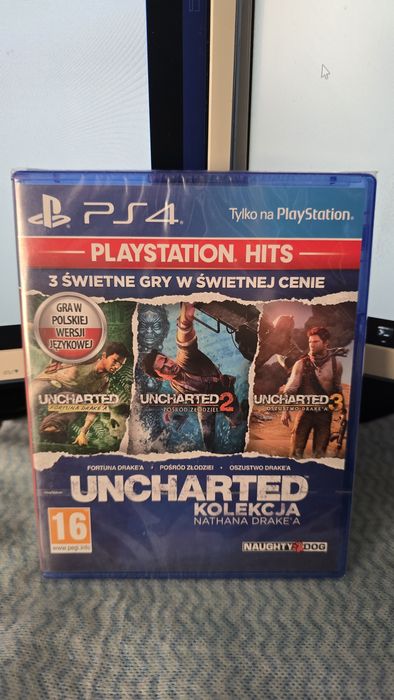 PS4
Tylko na PlayStation®
PLAYSTATION® HITS
3 ŚWIETNE GRY W ŚWIETNEJ CENIE
GRA W
POLSKIEJ
WERSJI
JĘZYKOWEJ
UNCHARTED
FORTUNA DRAKE'A
UNCHARTED 2
POŚRÓD ZŁODZIEI
UNCHARTED 3
OSZUSTWO DRAKE'A
FORTUNA DRAKE'A • POŚRÓD ZŁODZIEI • OSZUSTWO DRAKE'A
UNCHARTED
KOLEKCJA
NATHANA DRAKE'A
16
www.pegi.info
NAUGHTY DOG